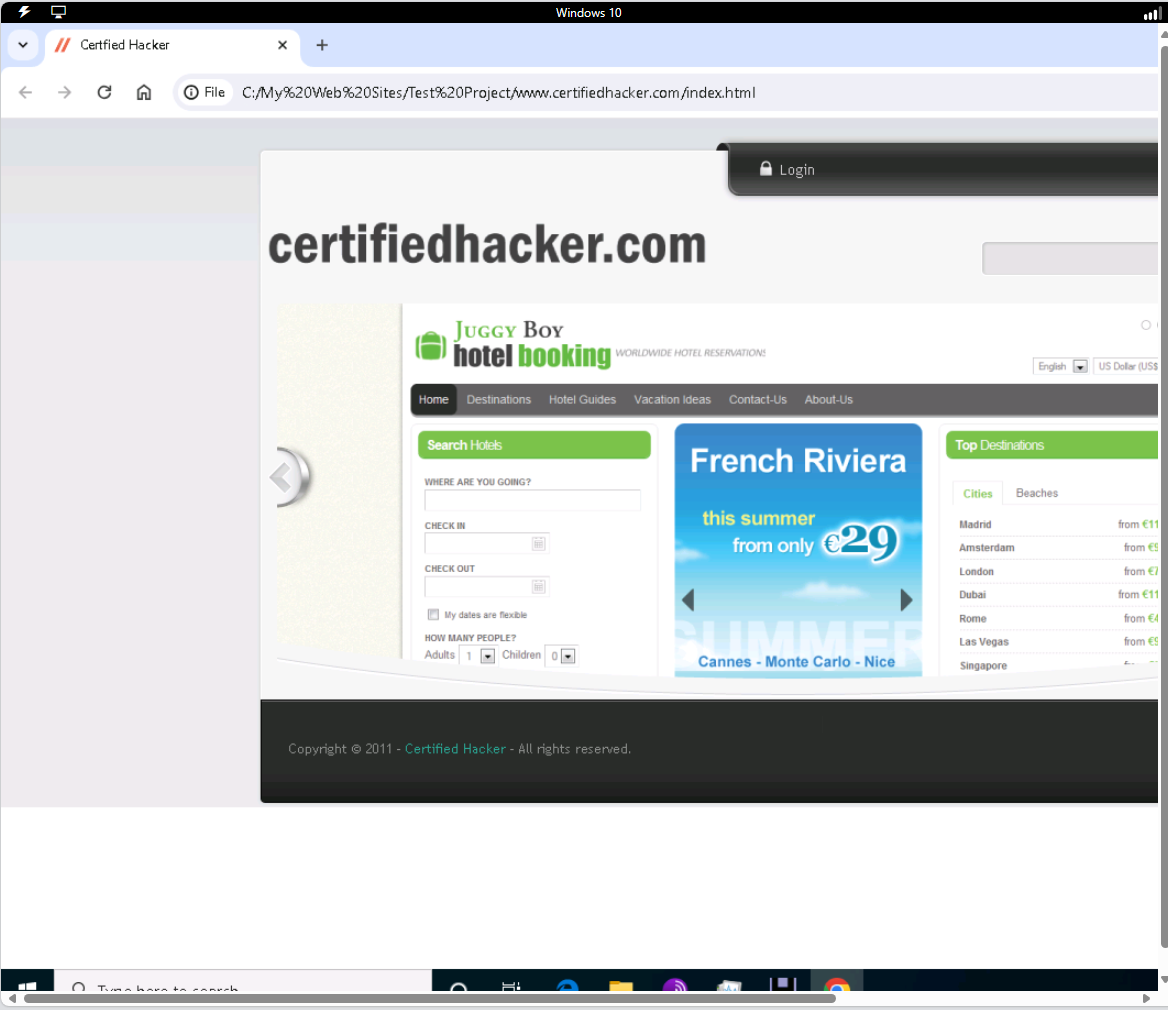 Windows 10
Certfied Hacker
File C:/My%20Web%20Sites/Test%20Project/www.certifiedhacker.com/index.html
Login
certifiedhacker.com
JUGGY BOY
hotel booking WORLDWIDE HOTEL RESERVATIONS
English US Dollar (US$
Home Destinations Hotel Guides Vacation Ideas Contact-Us About-Us
Search Hotels
WHERE ARE YOU GOING?
CHECK IN
CHECK OUT
My dates are flexible
HOW MANY PEOPLE?
Adults 1 Children 0
French Riviera
this summer
from only €29
SUMMER
Cannes - Monte Carlo - Nice
Top Destinations
Cities Beaches
Madrid from €11
Amsterdam from
London from
Dubai from €11
Rome from
Las Vegas from
Singapore
Copyright © 2011 - Certified Hacker - All rights reserved.
Type here to search